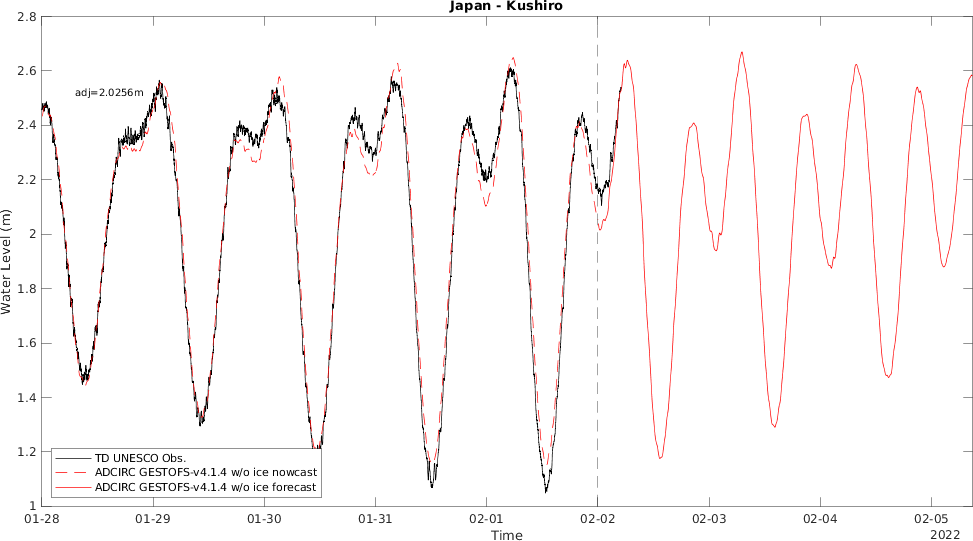 Japan - Kushiro
2.8
2.6
2.4
2.2
2
1.8
1.6
1.4
1.2
1
Water Level (m)
adj=2.0256m
TD UNESCO Obs.
ADCIRC GESTOFS-v4.1.4 w/o ice nowcast
ADCIRC GESTOFS-v4.1.4 w/o ice forecast
01-28 01-29 01-30 01-31 02-01 02-02 02-03 02-04 02-05
Time
2022